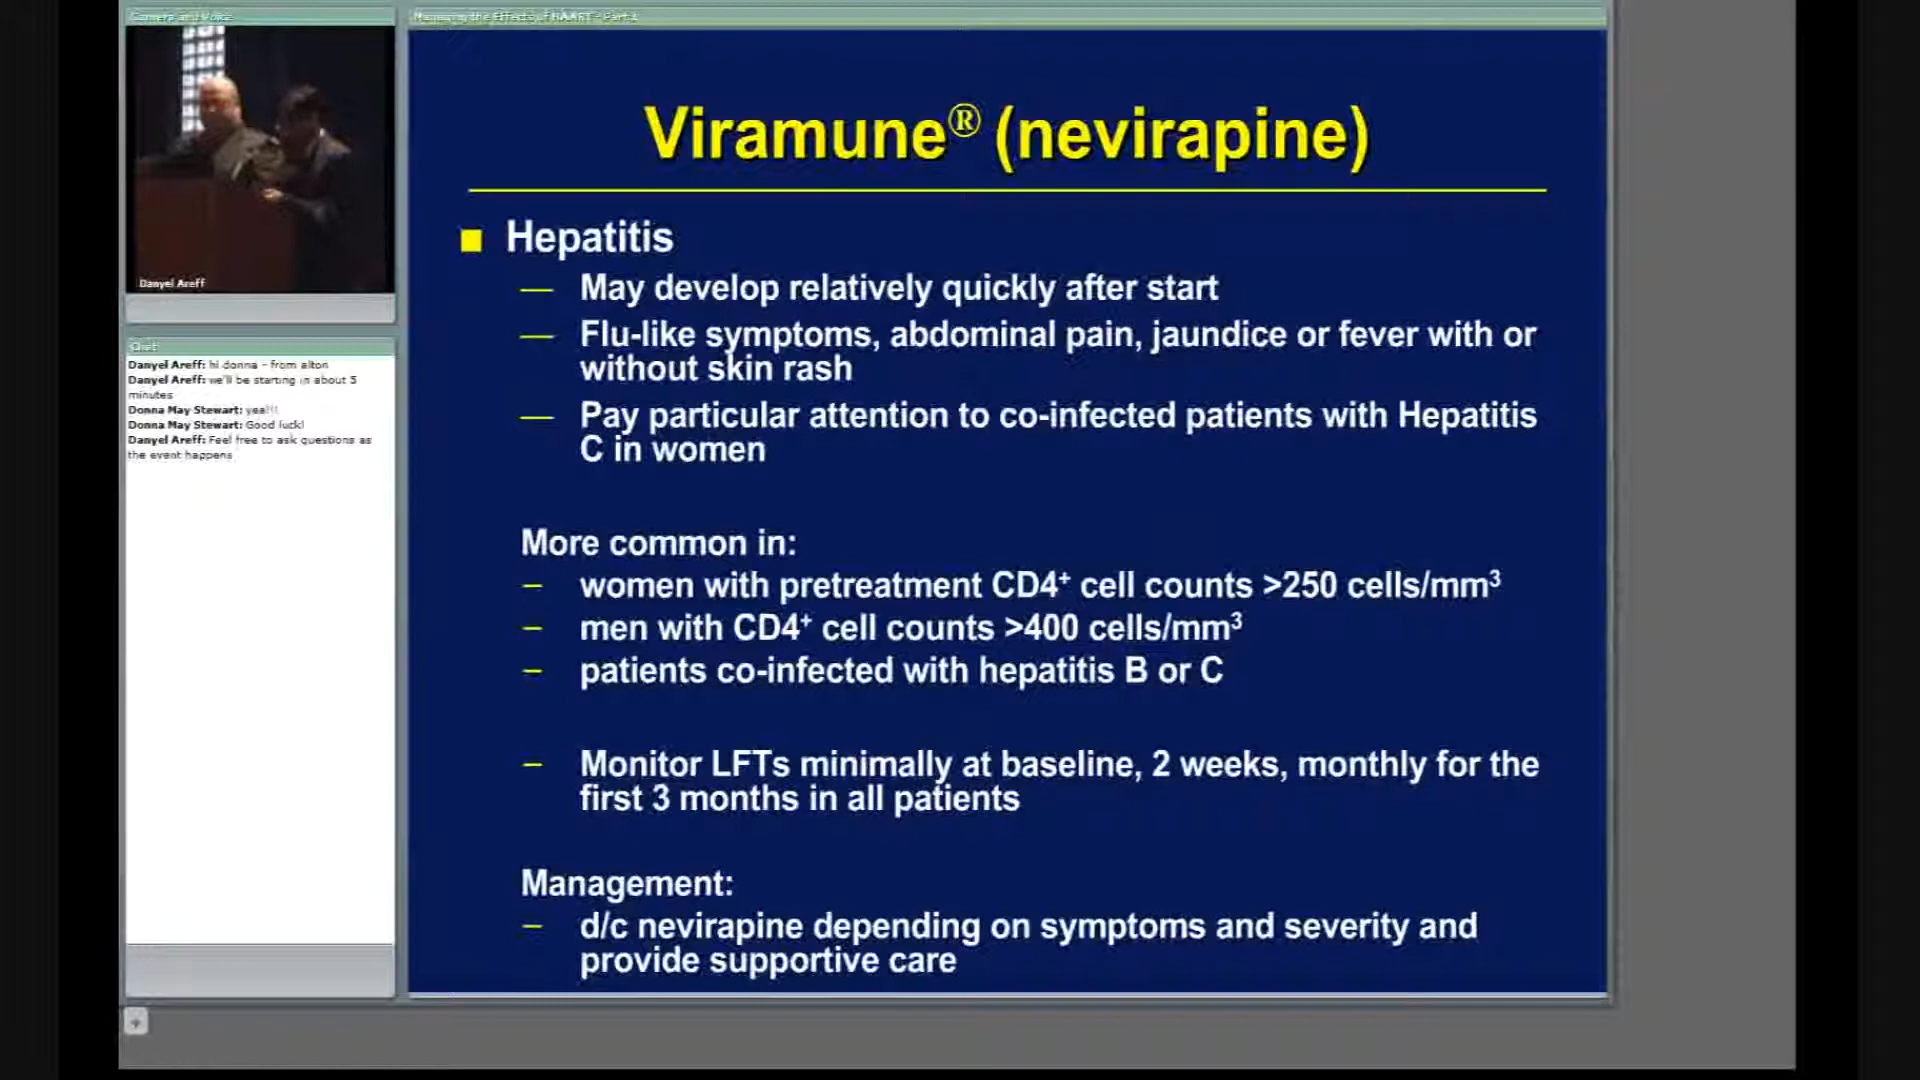 Camera and Voice
Managing the Effects of HAART - Part 1
Danyel Areff
Chat
Danyel Areff: hi donna - from alton
Danyel Areff: we'll be starting in about 5
minutes
Donna May Stewart: yea!!!
Donna May Stewart: Good luck!
Danyel Areff: Feel free to ask questions as
the event happens
Viramune® (nevirapine)
■ Hepatitis
— May develop relatively quickly after start
— Flu-like symptoms, abdominal pain, jaundice or fever with or
without skin rash
— Pay particular attention to co-infected patients with Hepatitis
C in women
More common in:
– women with pretreatment CD4⁺ cell counts >250 cells/mm³
– men with CD4⁺ cell counts >400 cells/mm³
– patients co-infected with hepatitis B or C
– Monitor LFTs minimally at baseline, 2 weeks, monthly for the
first 3 months in all patients
Management:
– d/c nevirapine depending on symptoms and severity and
provide supportive care